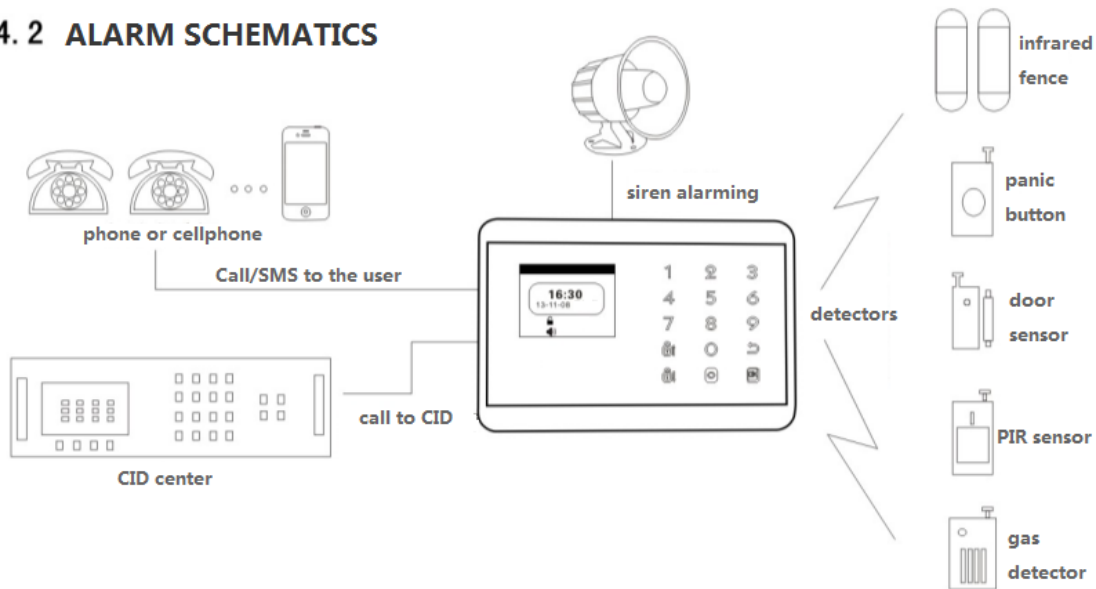 4. 2 ALARM SCHEMATICS
infrared
fence
panic
button
siren alarming
phone or cellphone
Call/SMS to the user
16:30
13-11-08
1 2 3
4 5 6
7 8 9
detectors
door
sensor
call to CID
PIR sensor
CID center
gas
detector